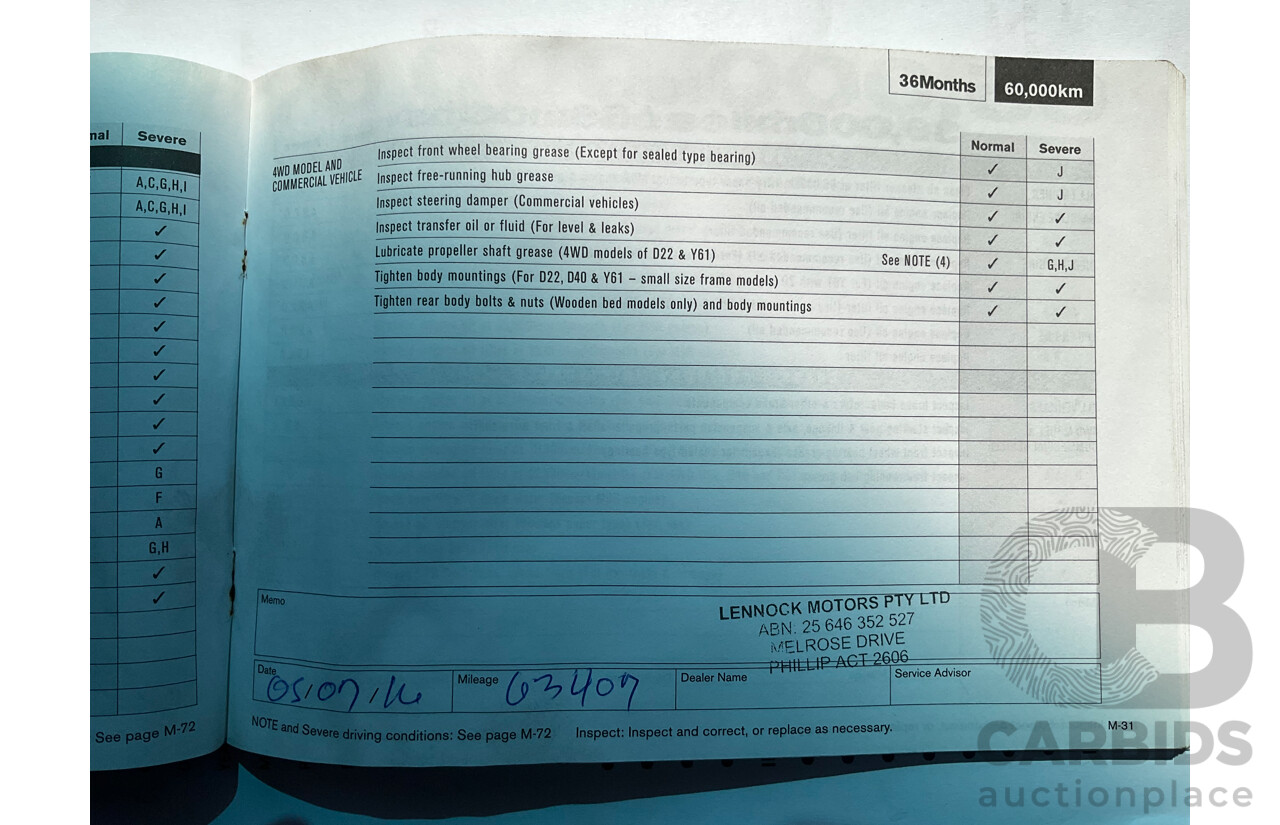 36Months 60,000km
nal Severe
A,C,G,H,I
A,C,G,H,I
✓
✓
✓
✓
✓
✓
✓
✓
✓
✓
G
F
A
G,H
✓
✓
See page M-72
Normal Severe
4WD MODEL AND
COMMERCIAL VEHICLE
Inspect front wheel bearing grease (Except for sealed type bearing) ✓ J
Inspect free-running hub grease ✓ J
Inspect steering damper (Commercial vehicles) ✓ ✓
Inspect transfer oil or fluid (For level & leaks) ✓ ✓
Lubricate propeller shaft grease (4WD models of D22 & Y61) See NOTE (4) ✓ G,H,J
Tighten body mountings (For D22, D40 & Y61 – small size frame models) ✓ ✓
Tighten rear body bolts & nuts (Wooden bed models only) and body mountings ✓ ✓
Memo
LENNOCK MOTORS PTY LTD
ABN: 25 646 352 527
MELROSE DRIVE
PHILLIP ACT 2606
Date 05/07/16 Mileage 63407 Dealer Name Service Advisor
NOTE and Severe driving conditions: See page M-72 Inspect: Inspect and correct, or replace as necessary. M-31
CB
CARBIDS
auctionplace